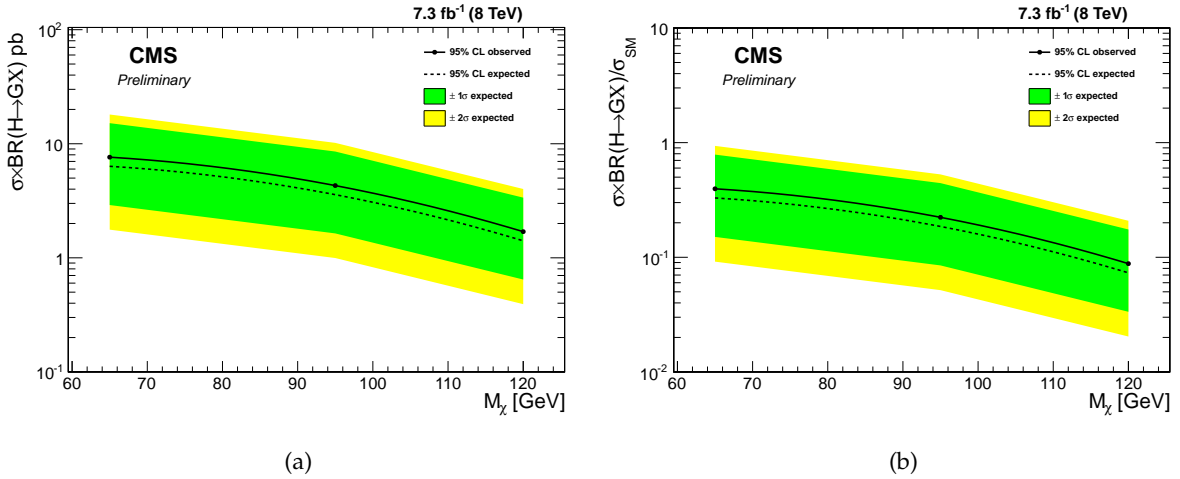 7.3 fb⁻¹ (8 TeV)
σ×BR(H→GX) pb
CMS
Preliminary
95% CL observed
95% CL expected
± 1σ expected
± 2σ expected
10²
10
1
10⁻¹
60 70 80 90 100 110 120
Mχ [GeV]
(a)
7.3 fb⁻¹ (8 TeV)
σ×BR(H→GX)/σSM
CMS
Preliminary
95% CL observed
95% CL expected
± 1σ expected
± 2σ expected
10
1
10⁻¹
10⁻²
60 70 80 90 100 110 120
Mχ [GeV]
(b)